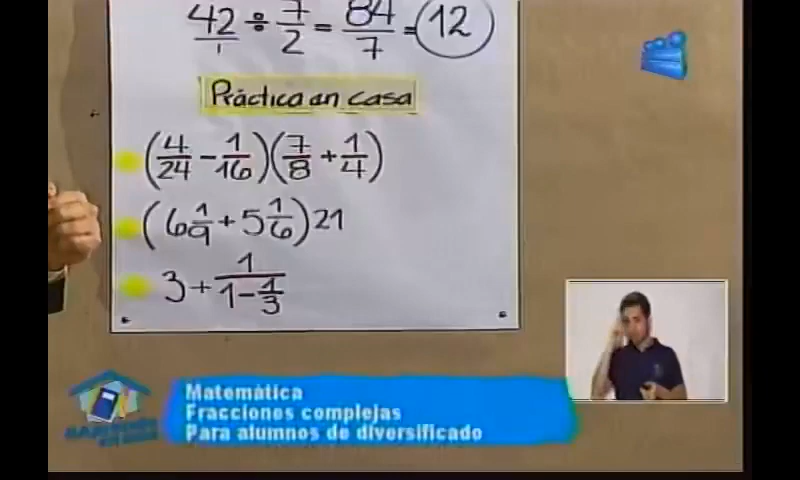 42/1 ÷ 7/2 = 84/7 = 12
Práctica en casa
(4/24 - 1/16)(7/8 + 1/4)
(6 1/9 + 5 1/6)21
3 + 1/(1 - 1/3)
Matemática
Fracciones complejas
Para alumnos de diversificado